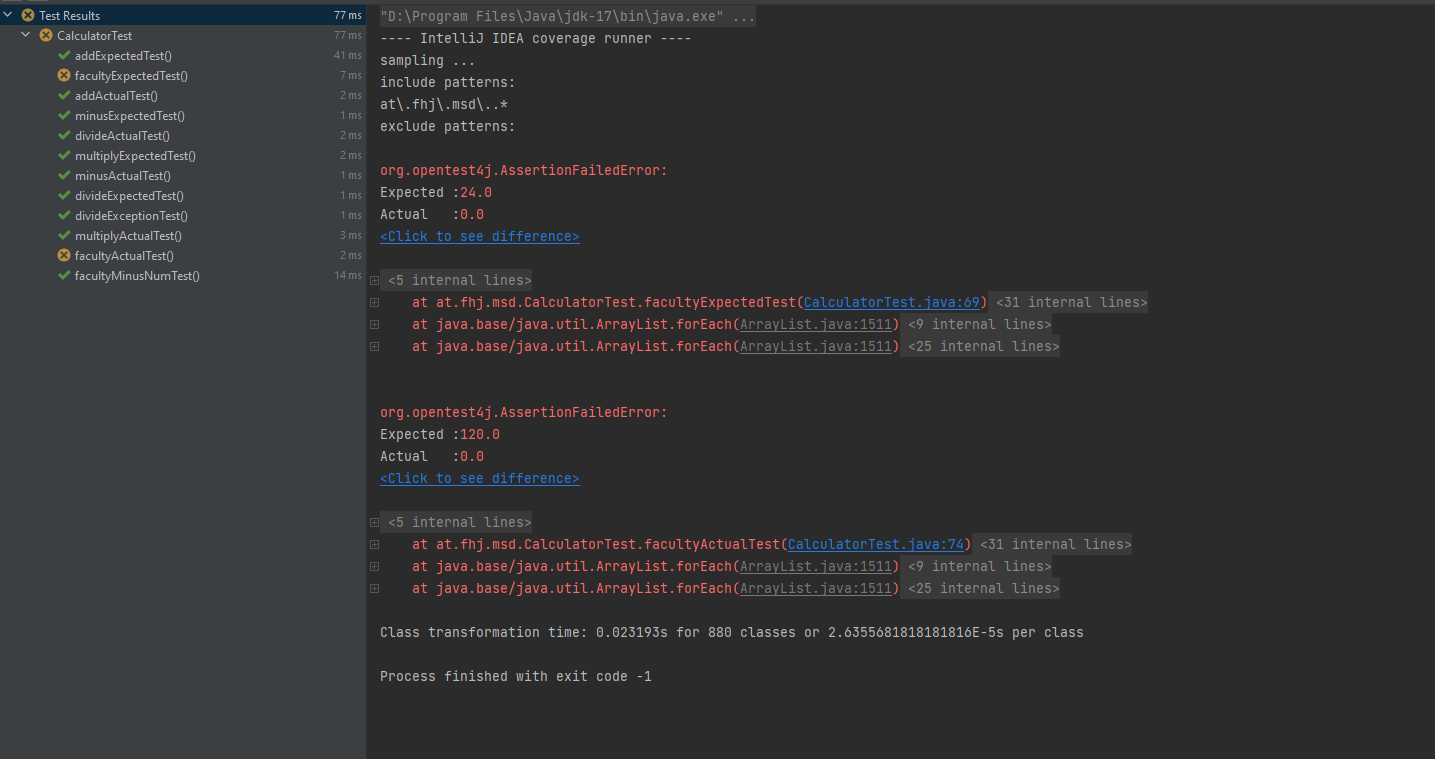 Test Results 77 ms
CalculatorTest 77 ms
addExpectedTest() 41 ms
facultyExpectedTest() 7 ms
addActualTest() 2 ms
minusExpectedTest() 1 ms
divideActualTest() 2 ms
multiplyExpectedTest() 2 ms
minusActualTest() 1 ms
divideExpectedTest() 1 ms
divideExceptionTest() 1 ms
multiplyActualTest() 3 ms
facultyActualTest() 2 ms
facultyMinusNumTest() 14 ms
"D:\Program Files\Java\jdk-17\bin\java.exe" ...
---- IntelliJ IDEA coverage runner ----
sampling ...
include patterns:
at\.fhj\.msd\..*
exclude patterns:
org.opentest4j.AssertionFailedError:
Expected :24.0
Actual   :0.0
<Click to see difference>
<5 internal lines>
at at.fhj.msd.CalculatorTest.facultyExpectedTest(CalculatorTest.java:69) <31 internal lines>
at java.base/java.util.ArrayList.forEach(ArrayList.java:1511) <9 internal lines>
at java.base/java.util.ArrayList.forEach(ArrayList.java:1511) <25 internal lines>
org.opentest4j.AssertionFailedError:
Expected :120.0
Actual   :0.0
<Click to see difference>
<5 internal lines>
at at.fhj.msd.CalculatorTest.facultyActualTest(CalculatorTest.java:74) <31 internal lines>
at java.base/java.util.ArrayList.forEach(ArrayList.java:1511) <9 internal lines>
at java.base/java.util.ArrayList.forEach(ArrayList.java:1511) <25 internal lines>
Class transformation time: 0.023193s for 880 classes or 2.6355681818181816E-5s per class
Process finished with exit code -1